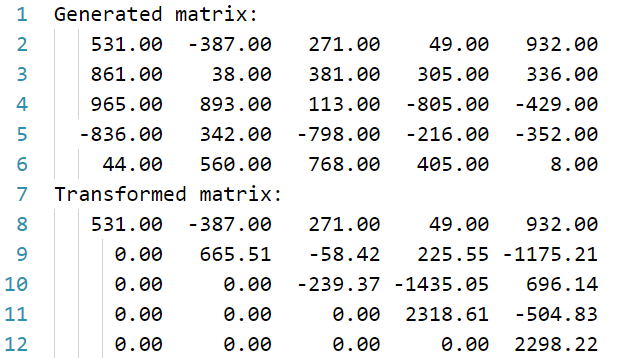 1 Generated matrix:
2 531.00 -387.00 271.00 49.00 932.00
3 861.00 38.00 381.00 305.00 336.00
4 965.00 893.00 113.00 -805.00 -429.00
5 -836.00 342.00 -798.00 -216.00 -352.00
6 44.00 560.00 768.00 405.00 8.00
7 Transformed matrix:
8 531.00 -387.00 271.00 49.00 932.00
9 0.00 665.51 -58.42 225.55 -1175.21
10 0.00 0.00 -239.37 -1435.05 696.14
11 0.00 0.00 0.00 2318.61 -504.83
12 0.00 0.00 0.00 0.00 2298.22